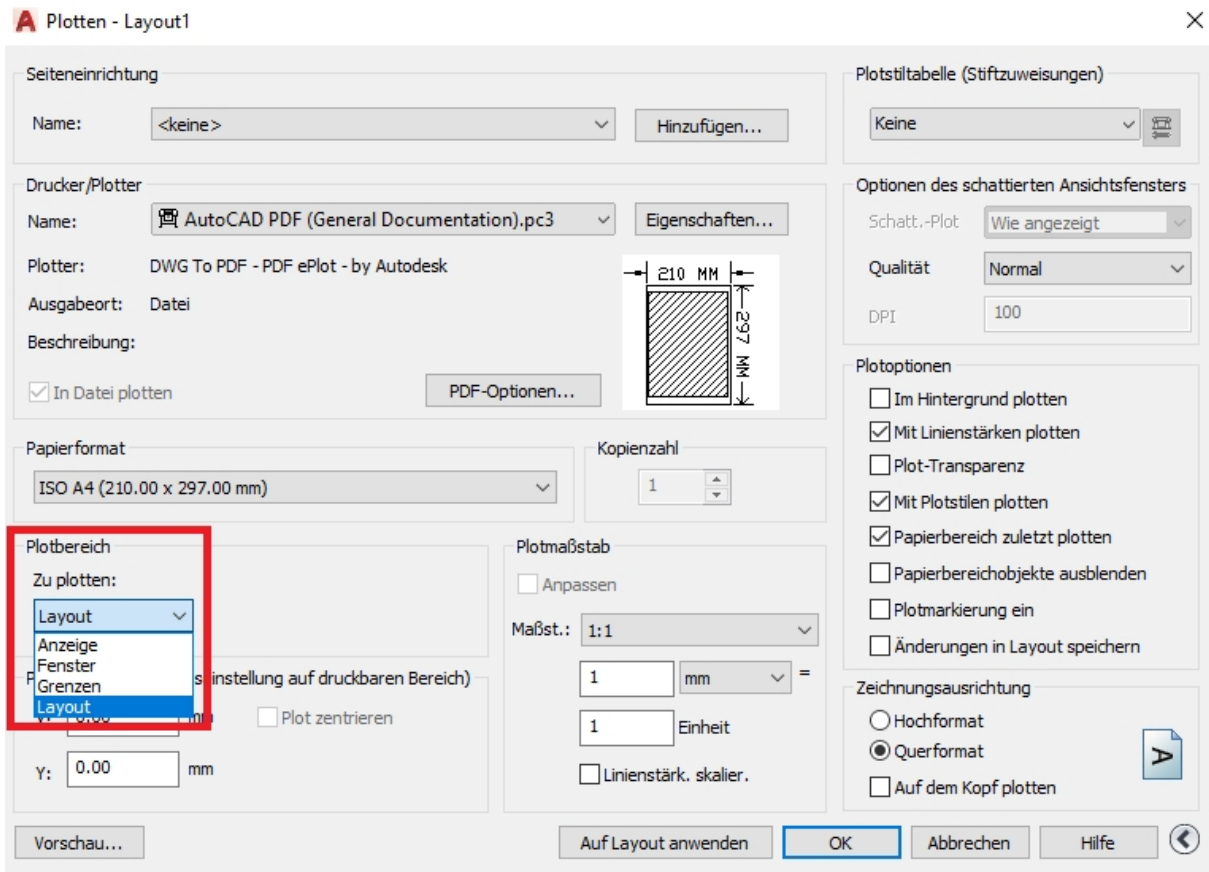 Plotten - Layout1
Seiteneinrichtung
Name:
<keine>
Hinzufügen...
Plotstiltabelle (Stiftzuweisungen)
Keine
Drucker/Plotter
Name:
AutoCAD PDF (General Documentation).pc3
Eigenschaften...
Plotter:
DWG To PDF - PDF ePlot - by Autodesk
Ausgabeort:
Datei
Beschreibung:
In Datei plotten
PDF-Optionen...
210 MM
297 MM
Optionen des schattierten Ansichtsfensters
Schatt.-Plot
Wie angezeigt
Qualität
Normal
DPI
100
Papierformat
ISO A4 (210.00 x 297.00 mm)
Kopienzahl
1
Plotoptionen
Im Hintergrund plotten
Mit Linienstärken plotten
Plot-Transparenz
Mit Plotstilen plotten
Papierbereich zuletzt plotten
Papierbereichobjekte ausblenden
Plotmarkierung ein
Änderungen in Layout speichern
Plotbereich
Zu plotten:
Layout
Anzeige
Fenster
Grenzen
Layout
einstellung auf druckbaren Bereich)
mm
Plot zentrieren
Y:
0.00
mm
Plotmaßstab
Anpassen
Maßst.:
1:1
1
mm
=
1
Einheit
Linienstärk. skalier.
Zeichnungsausrichtung
Hochformat
Querformat
Auf dem Kopf plotten
A
Vorschau...
Auf Layout anwenden
OK
Abbrechen
Hilfe